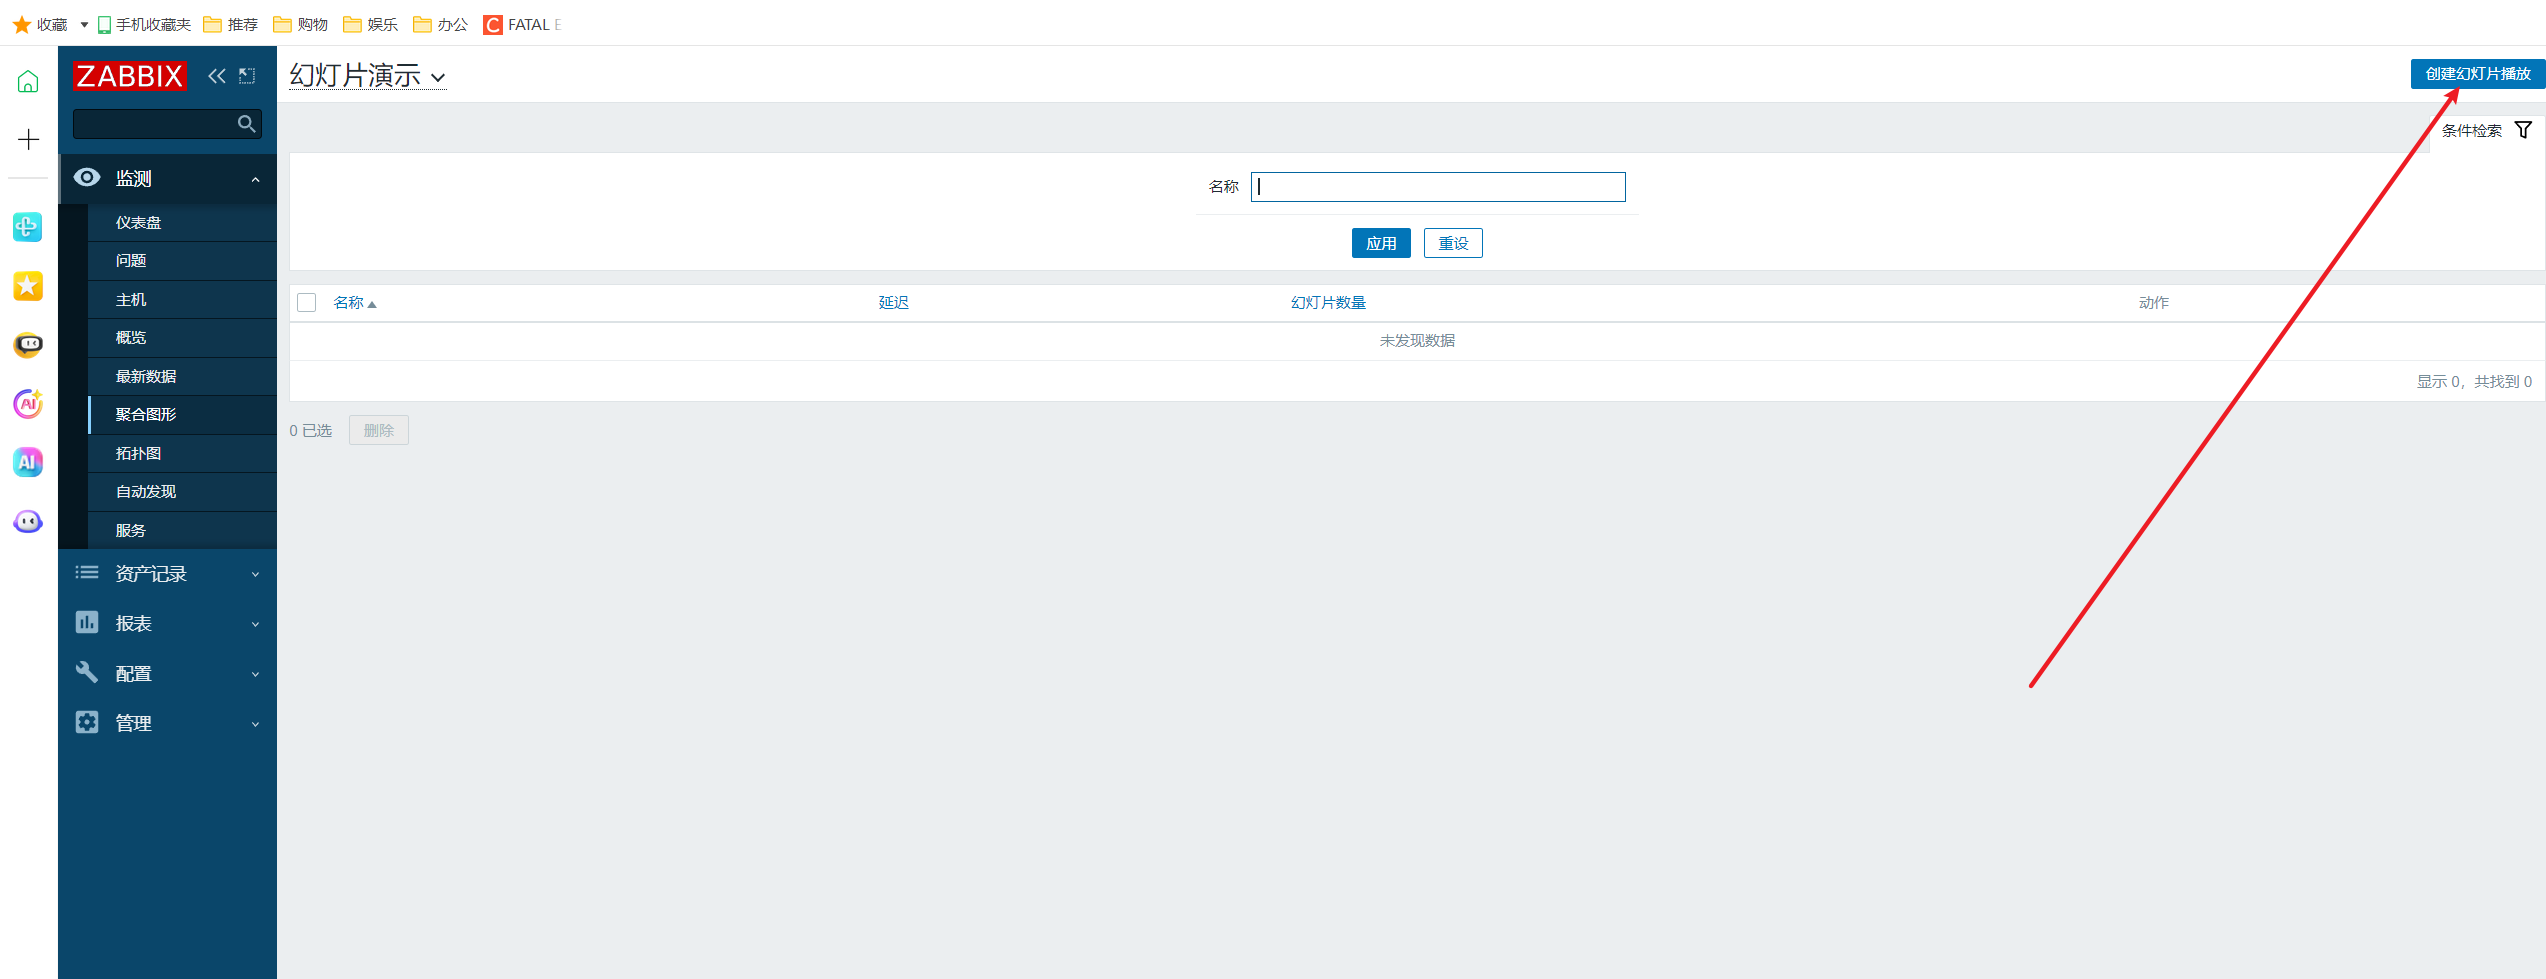 收藏 手机收藏夹 推荐 购物 娱乐 办公 C FATAL E
ZABBIX
幻灯片演示
创建幻灯片播放
条件检索
监测
名称
仪表盘
应用 重设
问题
主机
名称 延迟 幻灯片数量 动作
概览
未发现数据
最新数据
显示 0，共找到 0
聚合图形
0 已选 删除
拓扑图
自动发现
服务
资产记录
报表
配置
管理
AI
AI